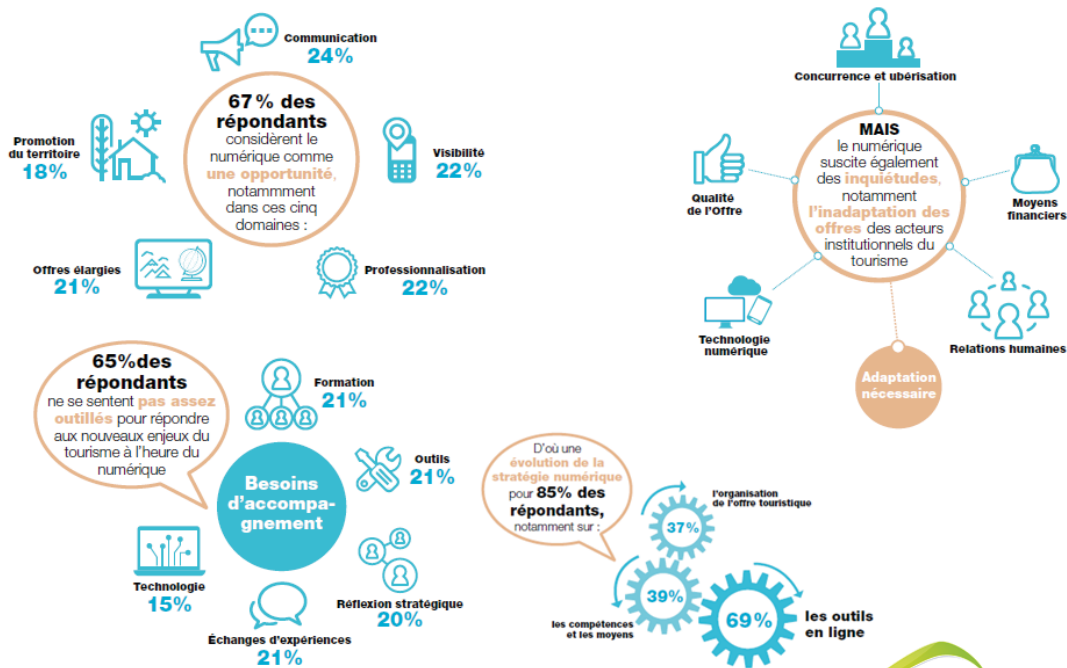 Communication
24%
67% des
répondants
considèrent le
numérique comme
une opportunité,
notammment
dans ces cinq
domaines :
Promotion
du territoire
18%
Visibilité
22%
Offres élargies
21%
Professionnalisation
22%
Concurrence et ubérisation
MAIS
le numérique
suscite également
des inquiétudes,
notamment
l'inadaptation des
offres des acteurs
institutionnels du
tourisme
Qualité
de l'Offre
Moyens
financiers
Technologie
numérique
Relations humaines
Adaptation
nécessaire
65%des
répondants
ne se sentent pas assez
outillés pour répondre
aux nouveaux enjeux du
tourisme à l'heure du
numérique
Besoins
d'accompa-
gnement
Formation
21%
Outils
21%
Réflexion stratégique
20%
Échanges d'expériences
21%
Technologie
15%
D'où une
évolution de la
stratégie numérique
pour 85% des
répondants,
notamment sur :
l'organisation
de l'offre touristique
37%
39%
les compétences
et les moyens
69%
les outils
en ligne